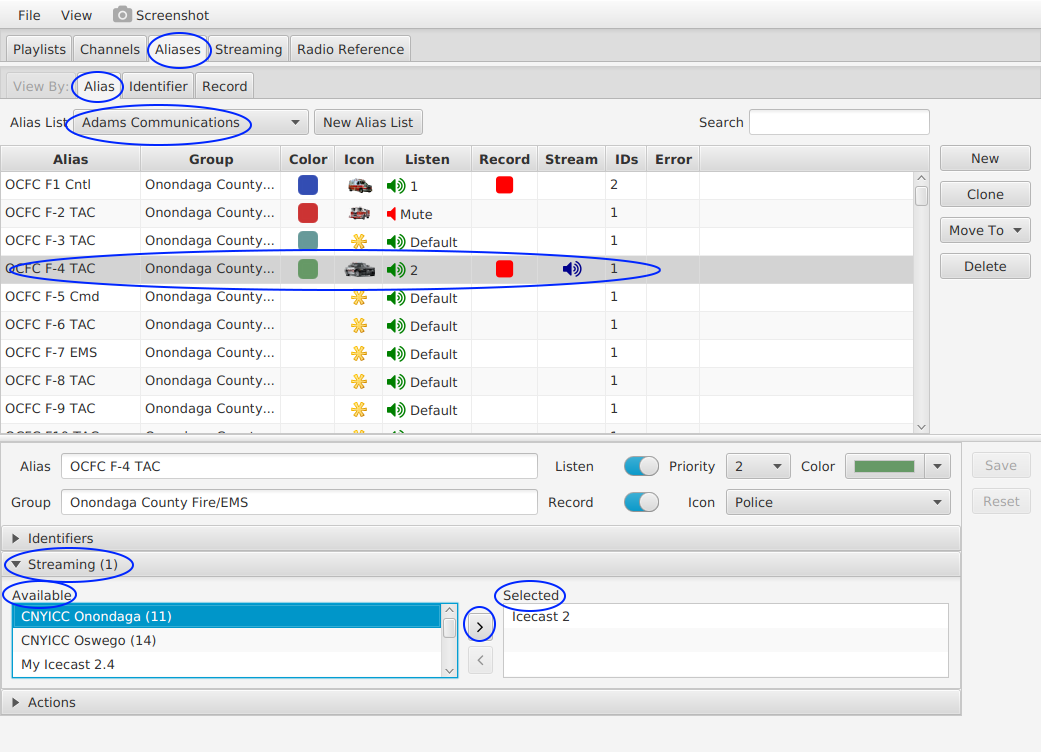 File View Screenshot
Playlists Channels Aliases Streaming Radio Reference
View By: Alias Identifier Record
Alias List Adams Communications New Alias List Search
Alias Group Color Icon Listen Record Stream IDs Error
New
OCFC F1 Cntl Onondaga County... 1 2
Clone
OCFC F-2 TAC Onondaga County... Mute 1
Move To
OCFC F-3 TAC Onondaga County... Default 1
Delete
OCFC F-4 TAC Onondaga County... 2 1
OCFC F-5 Cmd Onondaga County... Default 1
OCFC F-6 TAC Onondaga County... Default 1
OCFC F-7 EMS Onondaga County... Default 1
OCFC F-8 TAC Onondaga County... Default 1
OCFC F-9 TAC Onondaga County... Default 1
Alias OCFC F-4 TAC Listen Priority 2 Color Save
Group Onondaga County Fire/EMS Record Icon Police Reset
Identifiers
Streaming (1)
Available Selected
CNYICC Onondaga (11) > Icecast 2
CNYICC Oswego (14)
My Icecast 2.4 <
Actions